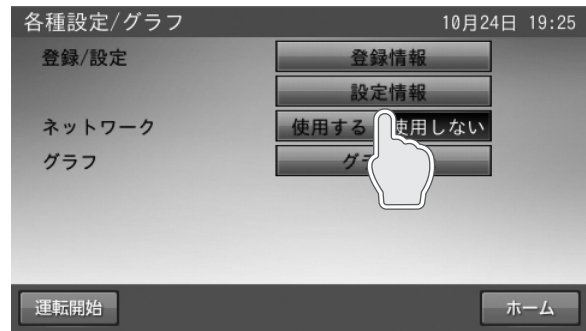 各種設定/グラフ 10月24日 19:25
登録/設定 登録情報
設定情報
ネットワーク 使用する 使用しない
グラフ グラ
運転開始 ホーム